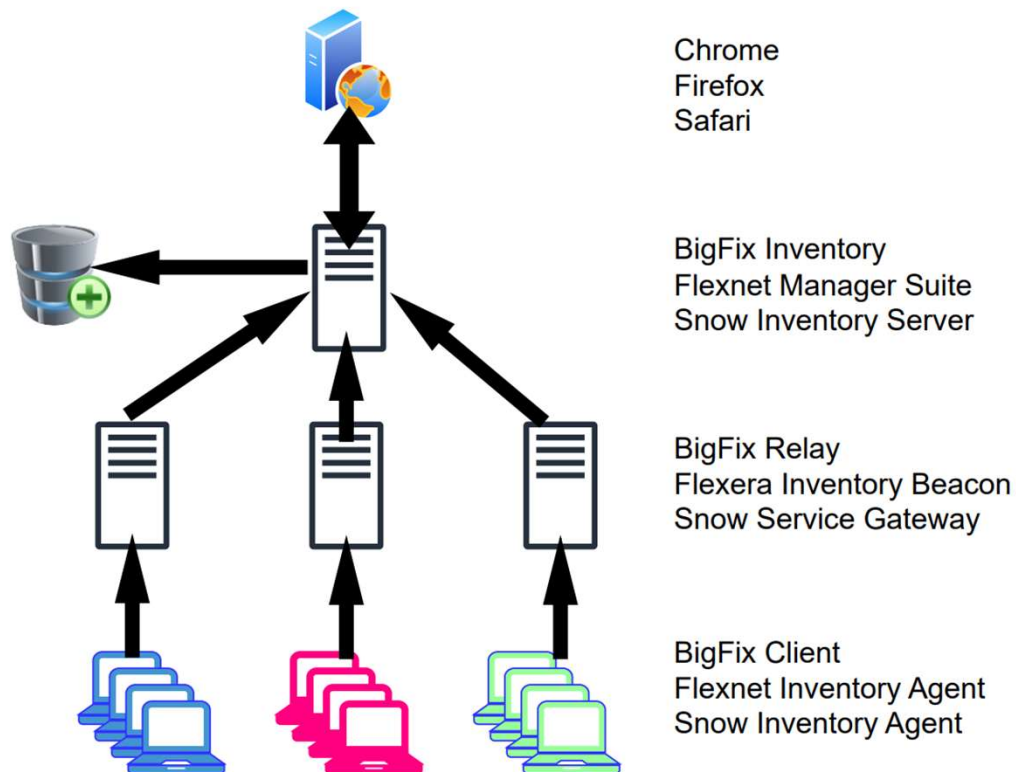 Chrome
Firefox
Safari
BigFix Inventory
Flexnet Manager Suite
Snow Inventory Server
BigFix Relay
Flexera Inventory Beacon
Snow Service Gateway
BigFix Client
Flexnet Inventory Agent
Snow Inventory Agent